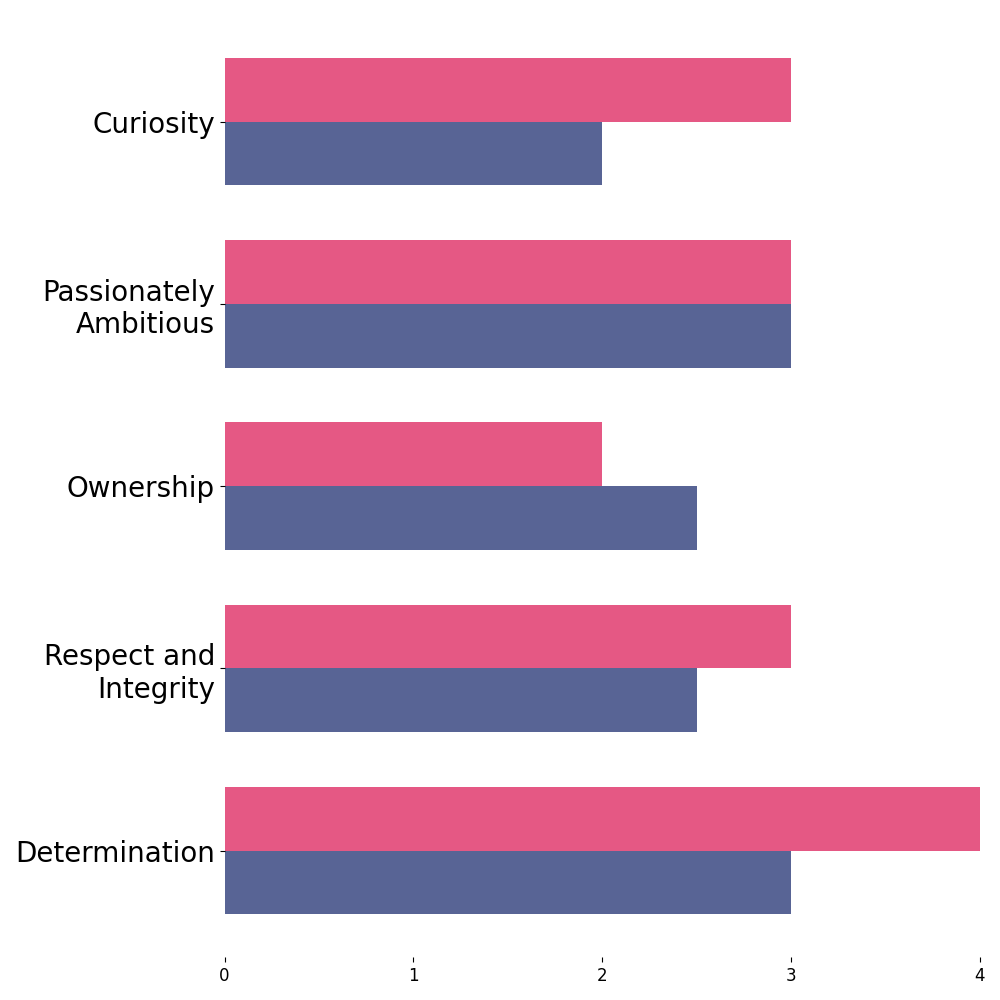 Curiosity
Passionately
Ambitious
Ownership
Respect and
Integrity
Determination
0 1 2 3 4